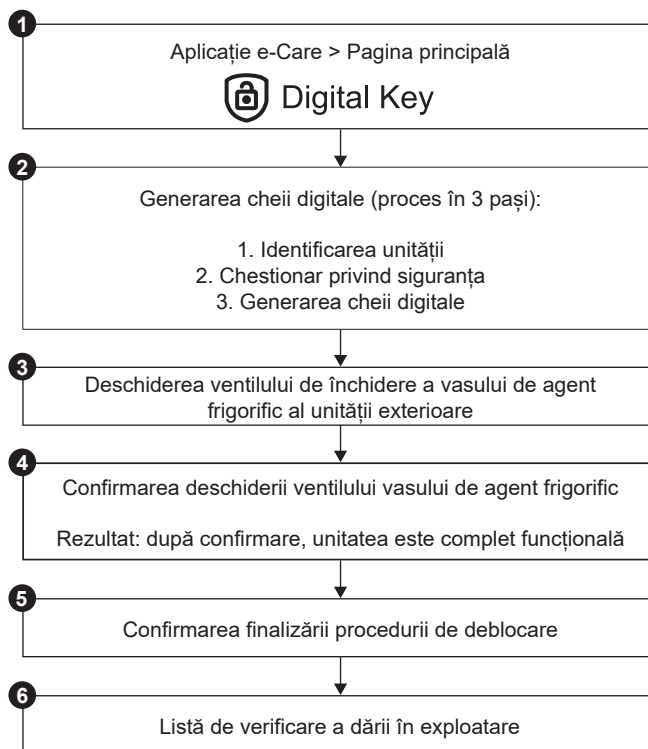 1
Aplicație e-Care > Pagina principală
Digital Key
2
Generarea cheii digitale (proces în 3 pași):
1. Identificarea unității
2. Chestionar privind siguranța
3. Generarea cheii digitale
3
Deschiderea ventilului de închidere a vasului de agent
frigorific al unității exterioare
4
Confirmarea deschiderii ventilului vasului de agent frigorific
Rezultat: după confirmare, unitatea este complet funcțională
5
Confirmarea finalizării procedurii de deblocare
6
Listă de verificare a dării în exploatare